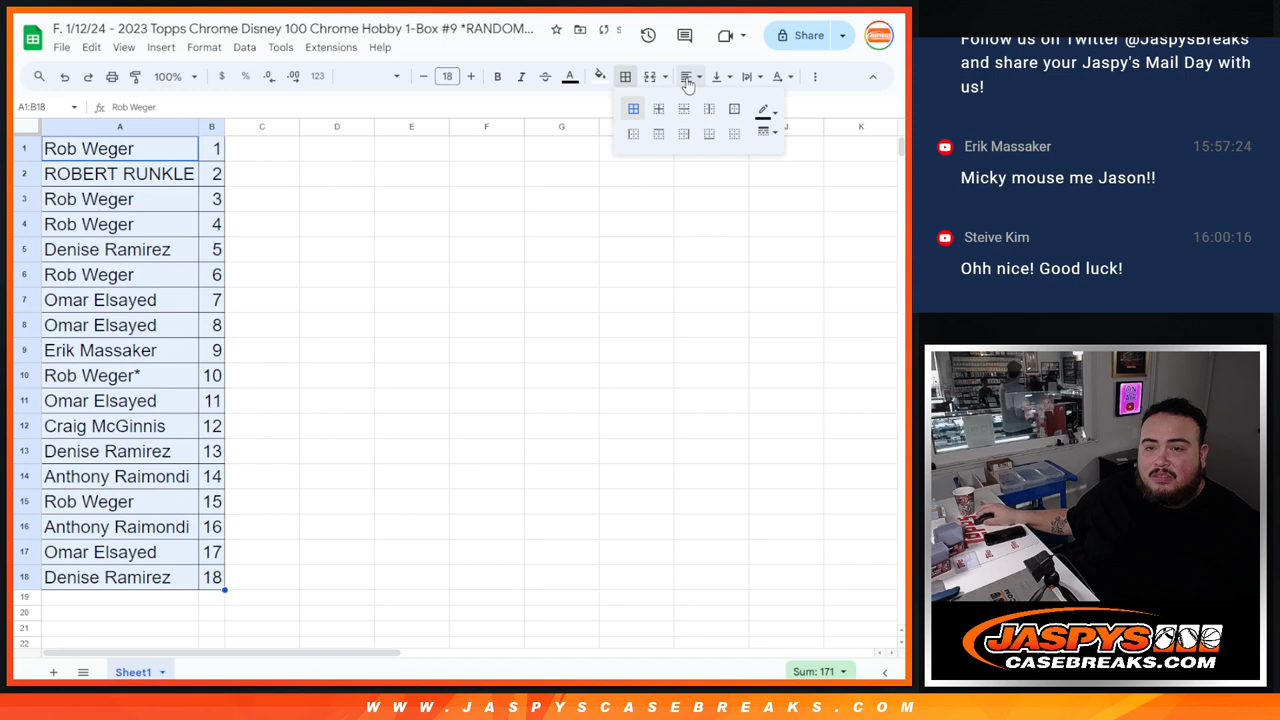 F. 1/12/24 - 2023 Topps Chrome Disney 100 Chrome Hobby 1-Box #9 *RANDOM...
Share
File Edit View Insert Format Data Tools Extensions Help
100% $ % .0 .00 123 18 B I A
A1:B18 fx Rob Weger
A B C D E F G J K
1 Rob Weger 1
2 ROBERT RUNKLE 2
3 Rob Weger 3
4 Rob Weger 4
5 Denise Ramirez 5
6 Rob Weger 6
7 Omar Elsayed 7
8 Omar Elsayed 8
9 Erik Massaker 9
10 Rob Weger* 10
11 Omar Elsayed 11
12 Craig McGinnis 12
13 Denise Ramirez 13
14 Anthony Raimondi 14
15 Rob Weger 15
16 Anthony Raimondi 16
17 Omar Elsayed 17
18 Denise Ramirez 18
19
20
21
22
Sheet1
Sum: 171
Follow us on Twitter @JaspysBreaks
and share your Jaspy's Mail Day with
us!
Erik Massaker 15:57:24
Micky mouse me Jason!!
Steive Kim 16:00:16
Ohh nice! Good luck!
JASPYS
CASEBREAKS.COM
WWW.JASPYSCASEBREAKS.COM